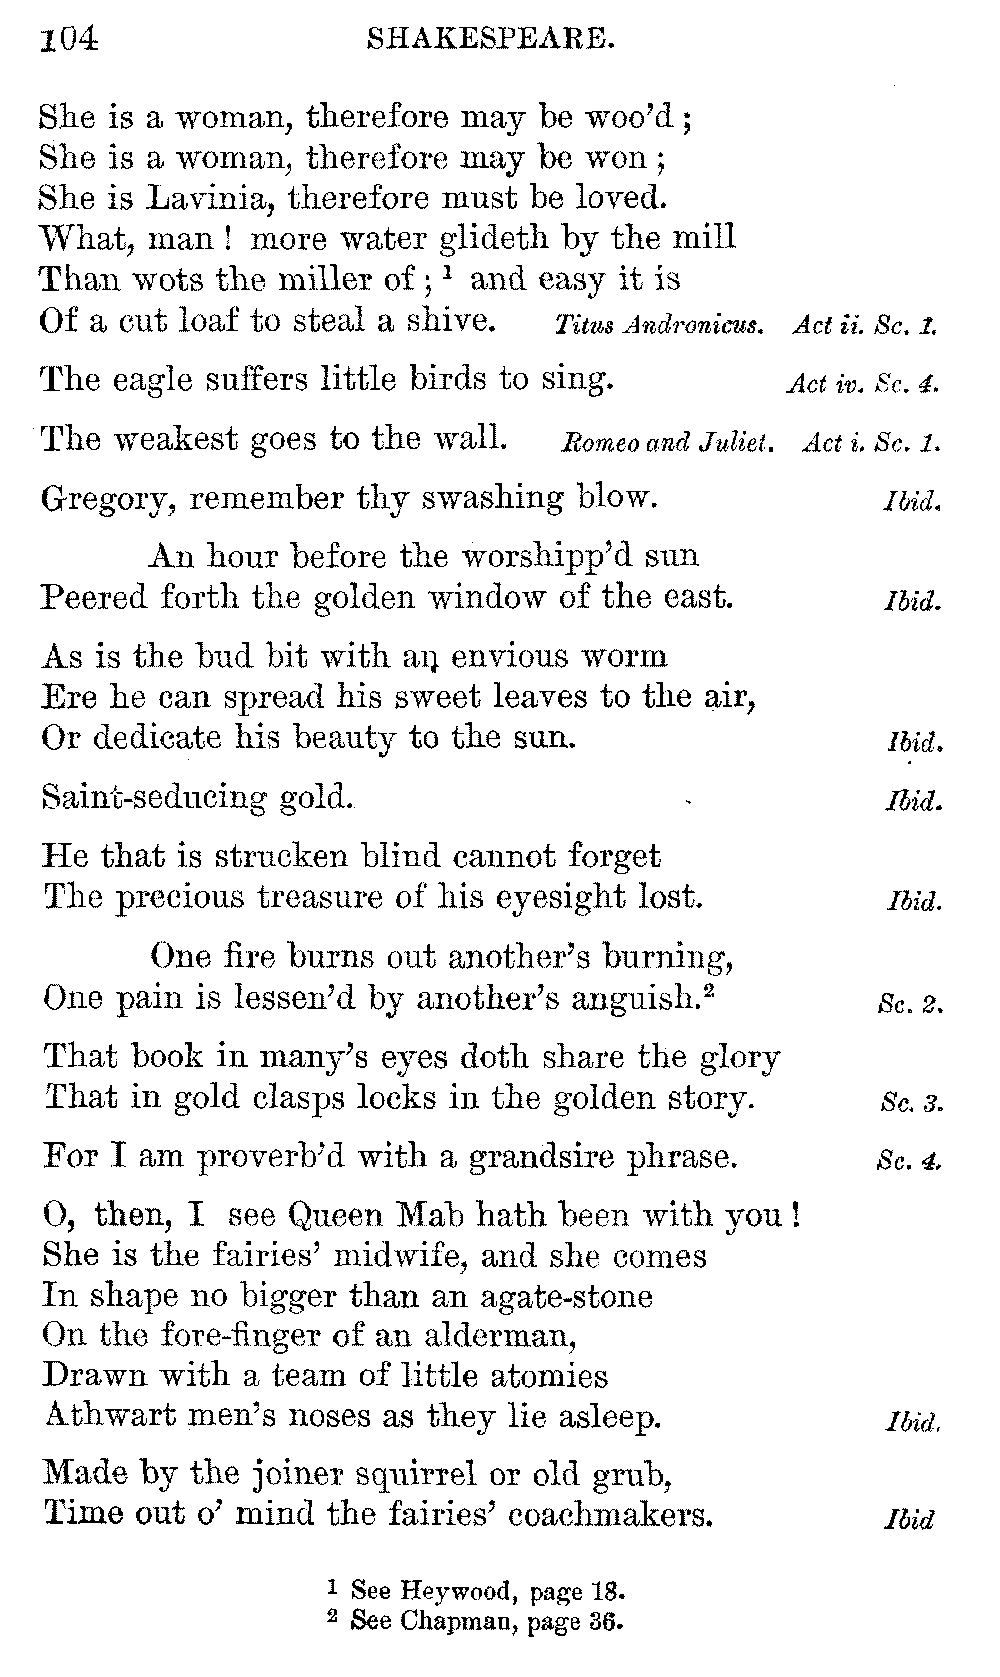 104 SHAKESPEARE.
She is a woman, therefore may be woo'd;
She is a woman, therefore may be won;
She is Lavinia, therefore must be loved.
What, man! more water glideth by the mill
Than wots the miller of;¹ and easy it is
Of a cut loaf to steal a shive. Titus Andronicus. Act ii. Sc. 1.
The eagle suffers little birds to sing. Act iv. Sc. 4.
The weakest goes to the wall. Romeo and Juliet. Act i. Sc. 1.
Gregory, remember thy swashing blow. Ibid.
An hour before the worshipp'd sun
Peered forth the golden window of the east. Ibid.
As is the bud bit with an envious worm
Ere he can spread his sweet leaves to the air,
Or dedicate his beauty to the sun. Ibid.
Saint-seducing gold. Ibid.
He that is strucken blind cannot forget
The precious treasure of his eyesight lost. Ibid.
One fire burns out another's burning,
One pain is lessen'd by another's anguish.² Sc. 2.
That book in many's eyes doth share the glory
That in gold clasps locks in the golden story. Sc. 3.
For I am proverb'd with a grandsire phrase. Sc. 4.
O, then, I see Queen Mab hath been with you!
She is the fairies' midwife, and she comes
In shape no bigger than an agate-stone
On the fore-finger of an alderman,
Drawn with a team of little atomies
Athwart men's noses as they lie asleep. Ibid.
Made by the joiner squirrel or old grub,
Time out o' mind the fairies' coachmakers. Ibid
¹ See Heywood, page 18.
² See Chapman, page 36.